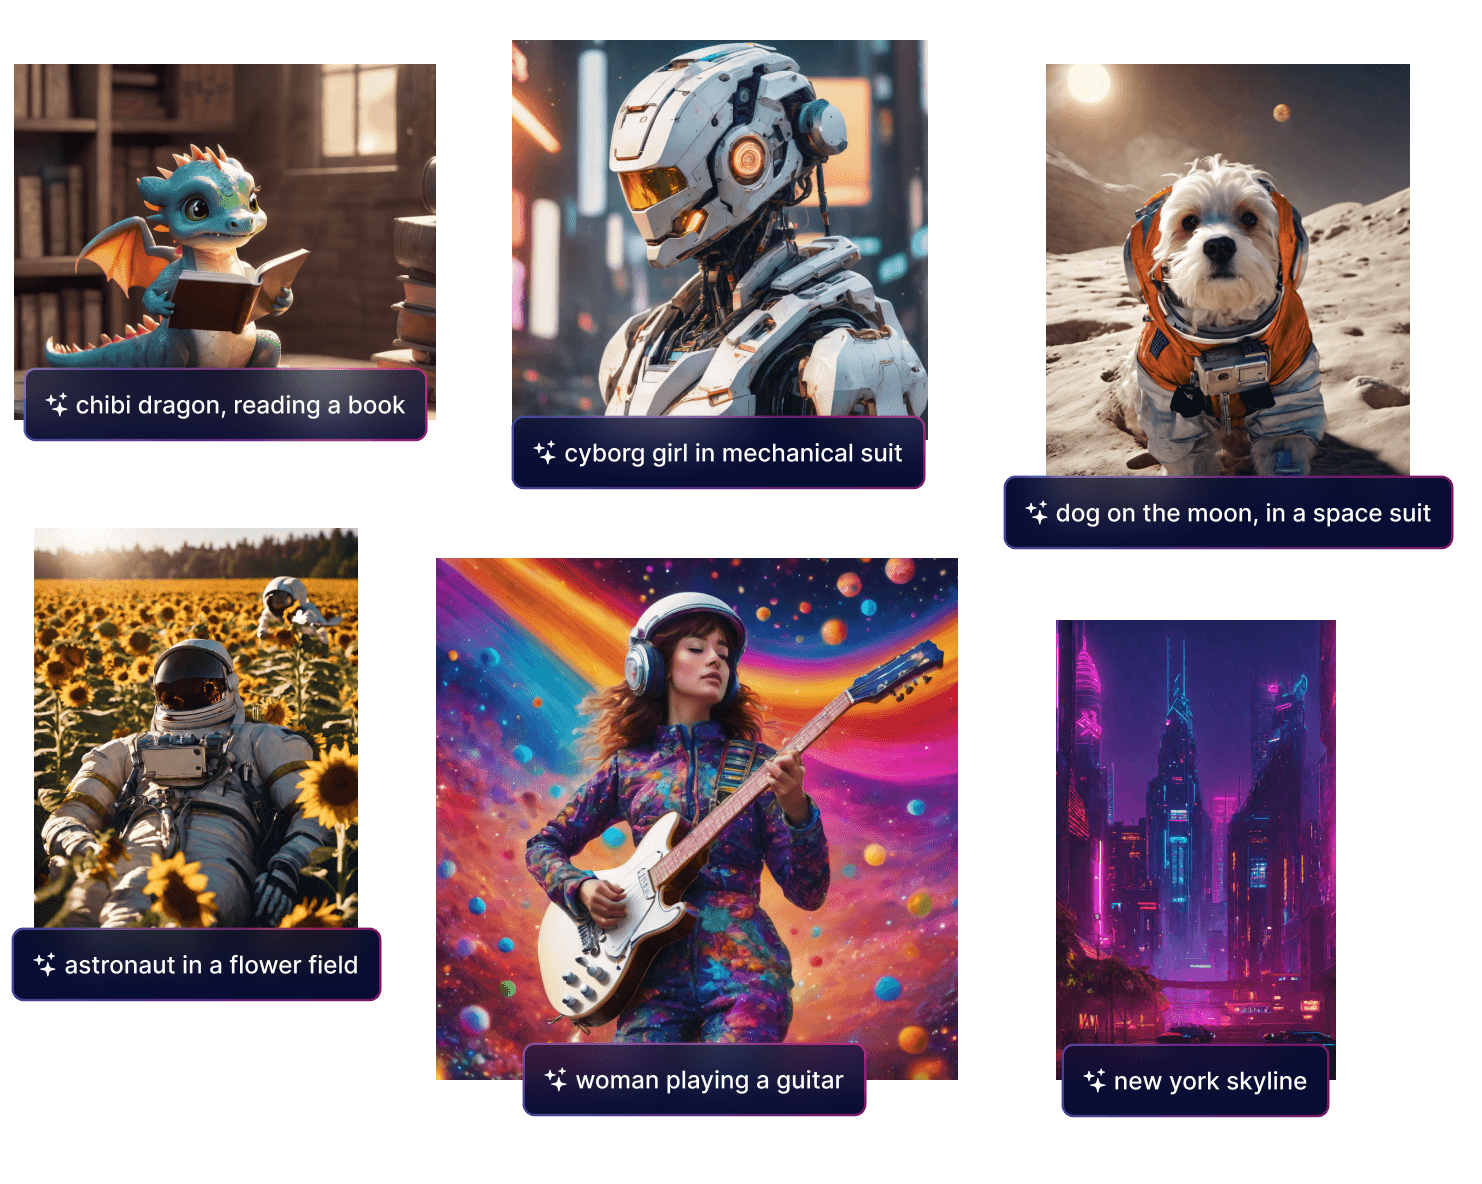 chibi dragon, reading a book
cyborg girl in mechanical suit
dog on the moon, in a space suit
astronaut in a flower field
woman playing a guitar
new york skyline